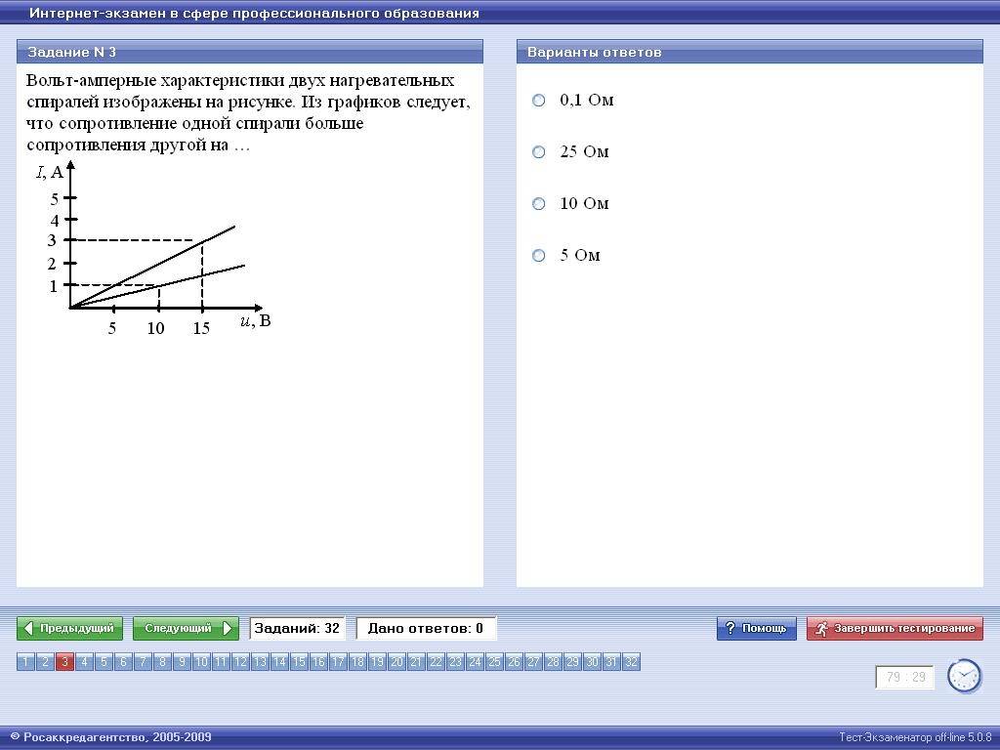 Интернет-экзамен в сфере профессионального образования
Задание N 3
Вольт-амперные характеристики двух нагревательных
спиралей изображены на рисунке. Из графиков следует,
что сопротивление одной спирали больше
сопротивления другой на …
I, А
5
4
3
2
1
5 10 15 u, В
Варианты ответов
0,1 Ом
25 Ом
10 Ом
5 Ом
Предыдущий Следующий Заданий: 32 Дано ответов: 0 ? Помощь Завершить тестирование
1 2 3 4 5 6 7 8 9 10 11 12 13 14 15 16 17 18 19 20 21 22 23 24 25 26 27 28 29 30 31 32
79 : 29
© Росаккредагентство, 2005-2009 Тест-Экзаменатор off-line 5.0.8